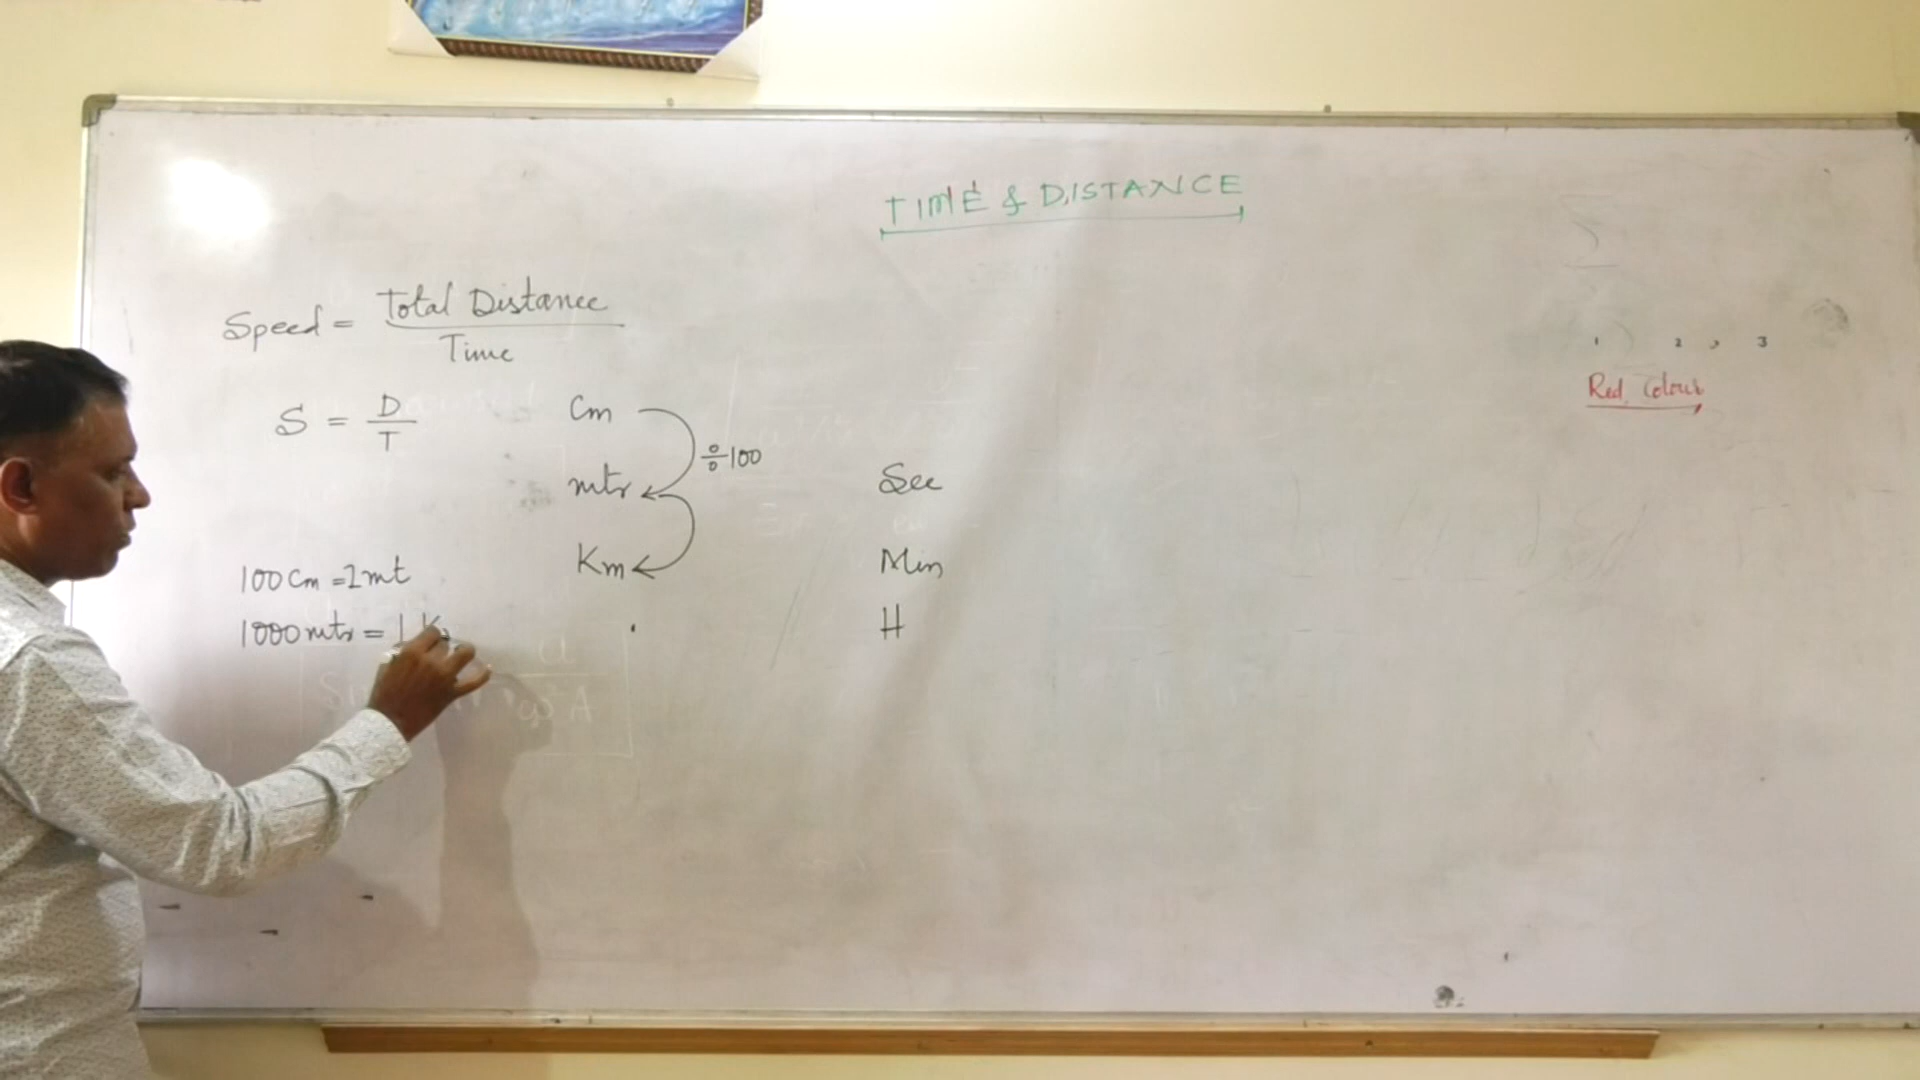 TIME & DISTANCE
Speed = Total Distance
Time
S = D
T
Cm
÷100
mtr
Km
Sec
Min
H
100 Cm = 1 mt
1000 mtr = 1 K
1 2 , 3
Red Colour